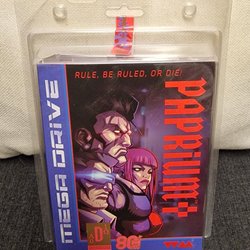 RULE, BE RULED, OR DIE!
PAPRIUM
MEGA DRIVE